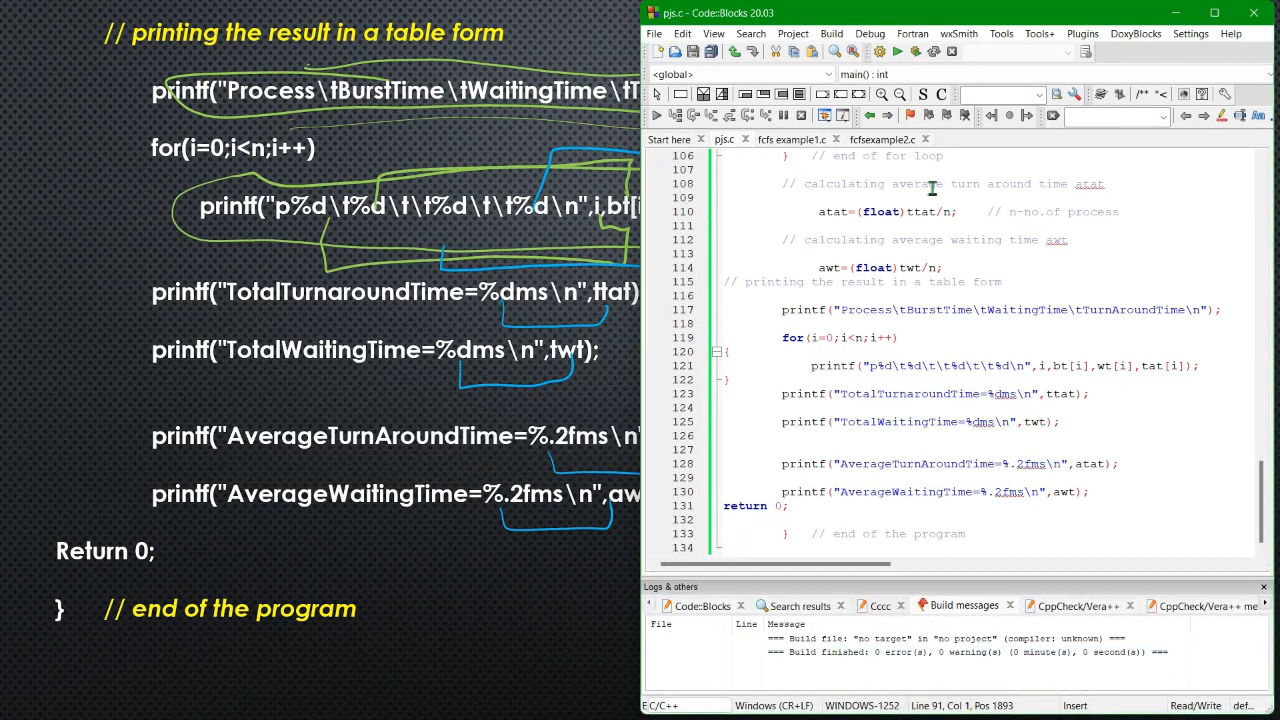 // printing the result in a table form
printf("Process\tBurstTime\tWaitingTime\tT
for(i=0;i<n;i++)
printf("p%d\t%d\t\t%d\t\t%d\n",i,bt[i
printf("TotalTurnaroundTime=%dms\n",ttat)
printf("TotalWaitingTime=%dms\n",twt);
printf("AverageTurnAroundTime=%.2fms\n"
printf("AverageWaitingTime=%.2fms\n",aw
Return 0;
} // end of the program
pjs.c - Code::Blocks 20.03
File Edit View Search Project Build Debug Fortran wxSmith Tools Tools+ Plugins DoxyBlocks Settings Help
<global> main() : int
S C
/** *<
Start here pjs.c fcfs example1.c fcfsexample2.c
106 } // end of for loop
107
108 // calculating average turn around time atat
109
110 atat=(float)ttat/n; // n-no.of process
111
112 // calculating average waiting time awt
113
114 awt=(float)twt/n;
115 // printing the result in a table form
116
117 printf("Process\tBurstTime\tWaitingTime\tTurnAroundTime\n");
118
119 for(i=0;i<n;i++)
120 {
121 printf("p%d\t%d\t\t%d\t\t%d\n",i,bt[i],wt[i],tat[i]);
122 }
123 printf("TotalTurnaroundTime=%dms\n",ttat);
124
125 printf("TotalWaitingTime=%dms\n",twt);
126
127
128 printf("AverageTurnAroundTime=%.2fms\n",atat);
129
130 printf("AverageWaitingTime=%.2fms\n",awt);
131 return 0;
132
133 } // end of the program
134
Logs & others
Code::Blocks Search results Cccc Build messages CppCheck/Vera++ CppCheck/Vera++ me
File Line Message
=== Build file: "no target" in "no project" (compiler: unknown) ===
=== Build finished: 0 error(s), 0 warning(s) (0 minute(s), 0 second(s)) ===
C/C++ Windows (CR+LF) WINDOWS-1252 Line 91, Col 1, Pos 1893 Insert Read/Write def...